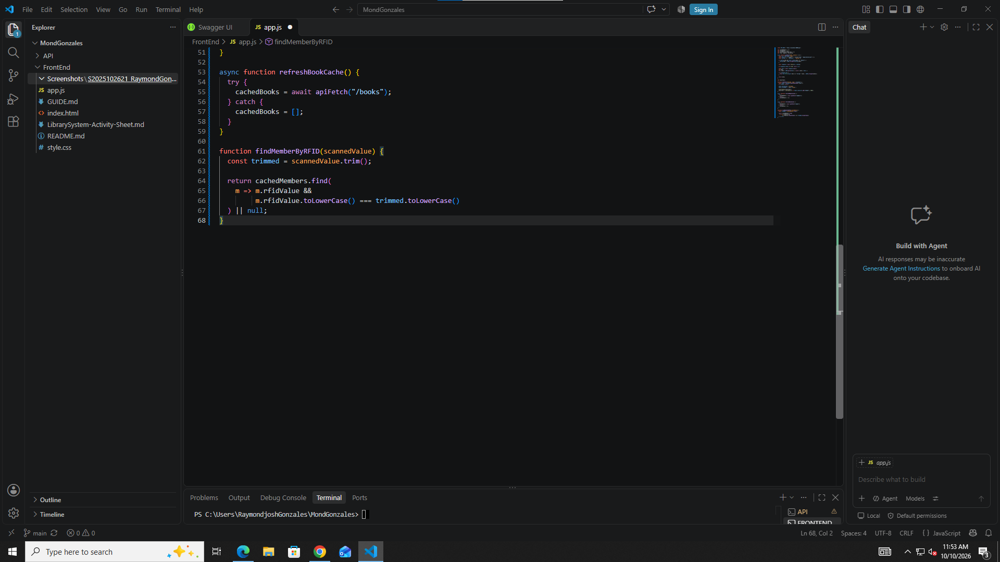 File Edit Selection View Go Run Terminal Help
MondGonzales
Sign In
Explorer
Swagger UI
JS app.js
Chat
MondGonzales
API
FrontEnd
Screenshots\S2025102621_RaymondGon...
JS app.js
GUIDE.md
index.html
LibrarySystem-Activity-Sheet.md
README.md
# style.css
1
FrontEnd > JS app.js > findMemberByRFID
51 }
52
53 async function refreshBookCache() {
54 try {
55 cachedBooks = await apiFetch("/books");
56 } catch {
57 cachedBooks = [];
58 }
59 }
60
61 function findMemberByRFID(scannedValue) {
62 const trimmed = scannedValue.trim();
63
64 return cachedMembers.find(
65 m => m.rfidValue &&
66 m.rfidValue.toLowerCase() === trimmed.toLowerCase()
67 ) || null;
68 }
Build with Agent
AI responses may be inaccurate
Generate Agent Instructions to onboard AI
onto your codebase.
JS app.js
Describe what to build
Agent Models
Local Default permissions
Outline
Timeline
Problems Output Debug Console Terminal Ports
PS C:\Users\RaymondjoshGonzales\MondGonzales>
API
FRONTEND
main 0 0
Ln 68, Col 2 Spaces: 4 UTF-8 CRLF {} JavaScript
Type here to search
11:53 AM
10/10/2026
3